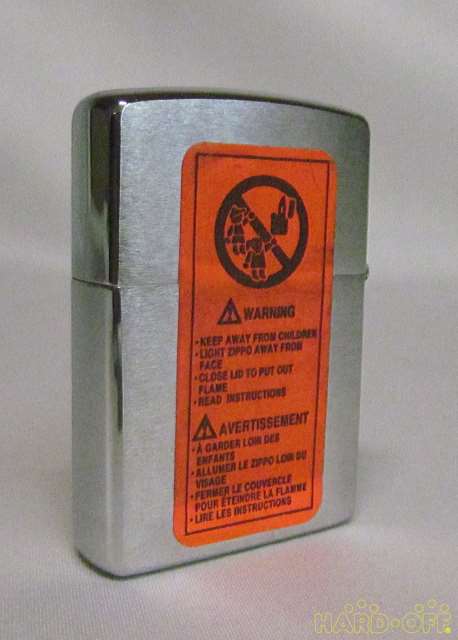 WARNING
•KEEP AWAY FROM CHILDREN
•LIGHT ZIPPO AWAY FROM
FACE
•CLOSE LID TO PUT OUT
FLAME
•READ INSTRUCTIONS
AVERTISSEMENT
•À GARDER LOIN DES
ENFANTS
•ALLUMER LE ZIPPO LOIN DU
VISAGE
•FERMER LE COUVERCLE
POUR ÉTEINDRE LA FLAMME
•LIRE LES INSTRUCTIONS
HARD-OFF